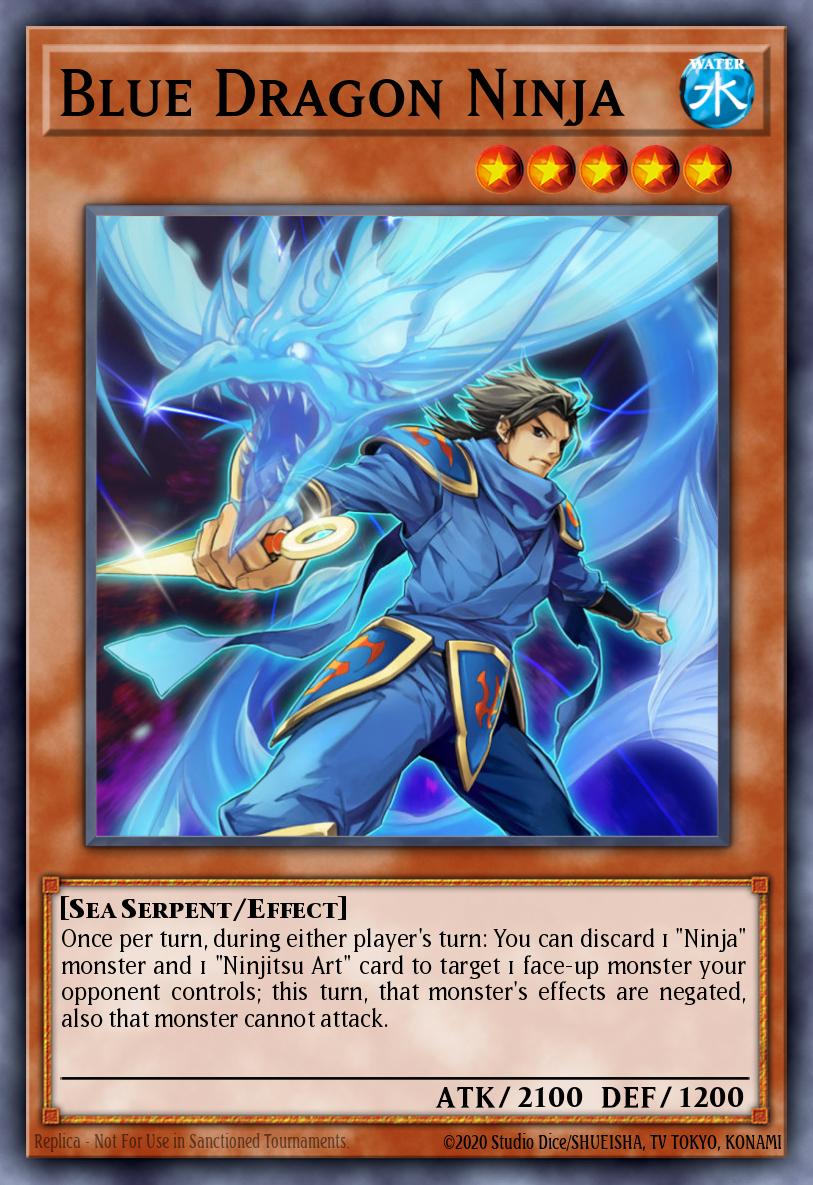 Blue Dragon Ninja
WATER
水
[Sea Serpent/Effect]
Once per turn, during either player's turn: You can discard 1 "Ninja"
monster and 1 "Ninjitsu Art" card to target 1 face-up monster your
opponent controls; this turn, that monster's effects are negated,
also that monster cannot attack.
ATK/2100 DEF/1200
Replica - Not For Use in Sanctioned Tournaments.
©2020 Studio Dice/SHUEISHA, TV TOKYO, KONAMI